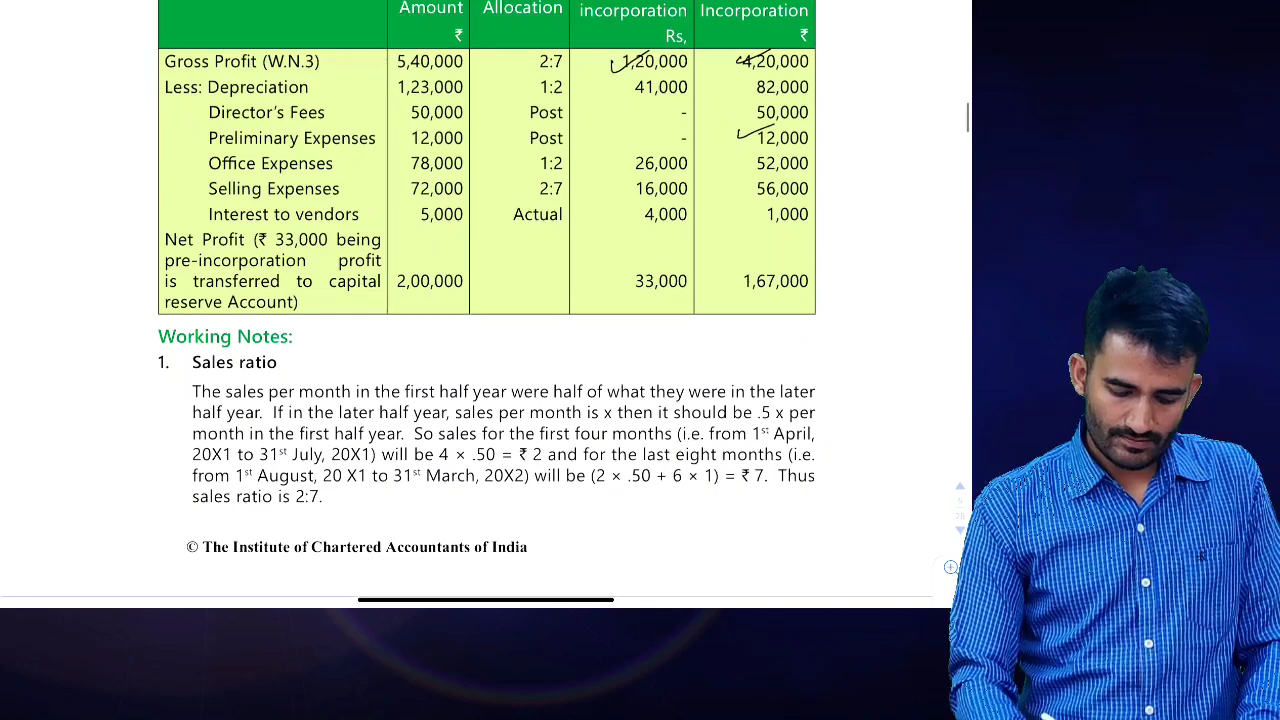 Amount Allocation incorporation Incorporation
₹ Rs, ₹
Gross Profit (W.N.3) 5,40,000 2:7 1,20,000 4,20,000
Less: Depreciation 1,23,000 1:2 41,000 82,000
Director’s Fees 50,000 Post - 50,000
Preliminary Expenses 12,000 Post - 12,000
Office Expenses 78,000 1:2 26,000 52,000
Selling Expenses 72,000 2:7 16,000 56,000
Interest to vendors 5,000 Actual 4,000 1,000
Net Profit (₹ 33,000 being
pre-incorporation profit
is transferred to capital 2,00,000 33,000 1,67,000
reserve Account)
Working Notes:
1. Sales ratio
The sales per month in the first half year were half of what they were in the later
half year. If in the later half year, sales per month is x then it should be .5 x per
month in the first half year. So sales for the first four months (i.e. from 1st April,
20X1 to 31st July, 20X1) will be 4 × .50 = ₹ 2 and for the last eight months (i.e.
from 1st August, 20 X1 to 31st March, 20X2) will be (2 × .50 + 6 × 1) = ₹ 7. Thus
sales ratio is 2:7.
© The Institute of Chartered Accountants of India